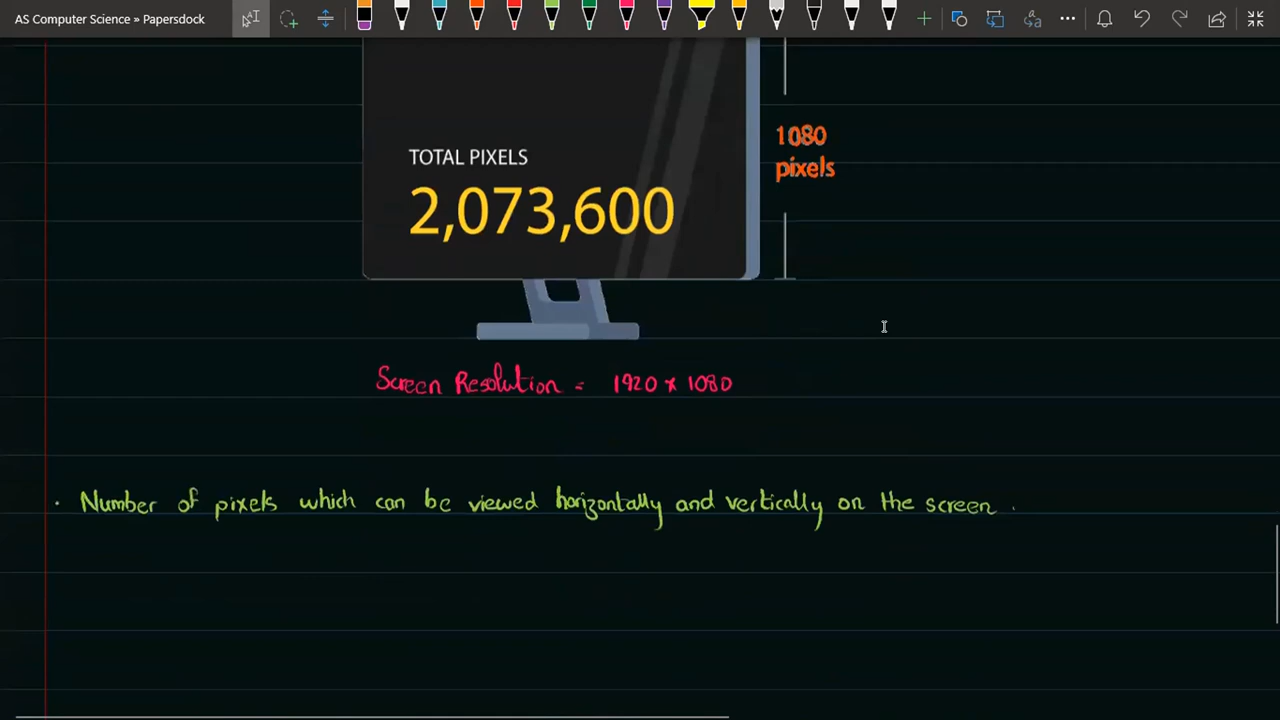 AS Computer Science » Papersdock
TOTAL PIXELS
2,073,600
1080
pixels
Screen Resolution = 1920 x 1080
. Number of pixels which can be viewed horizontally and vertically on the screen .